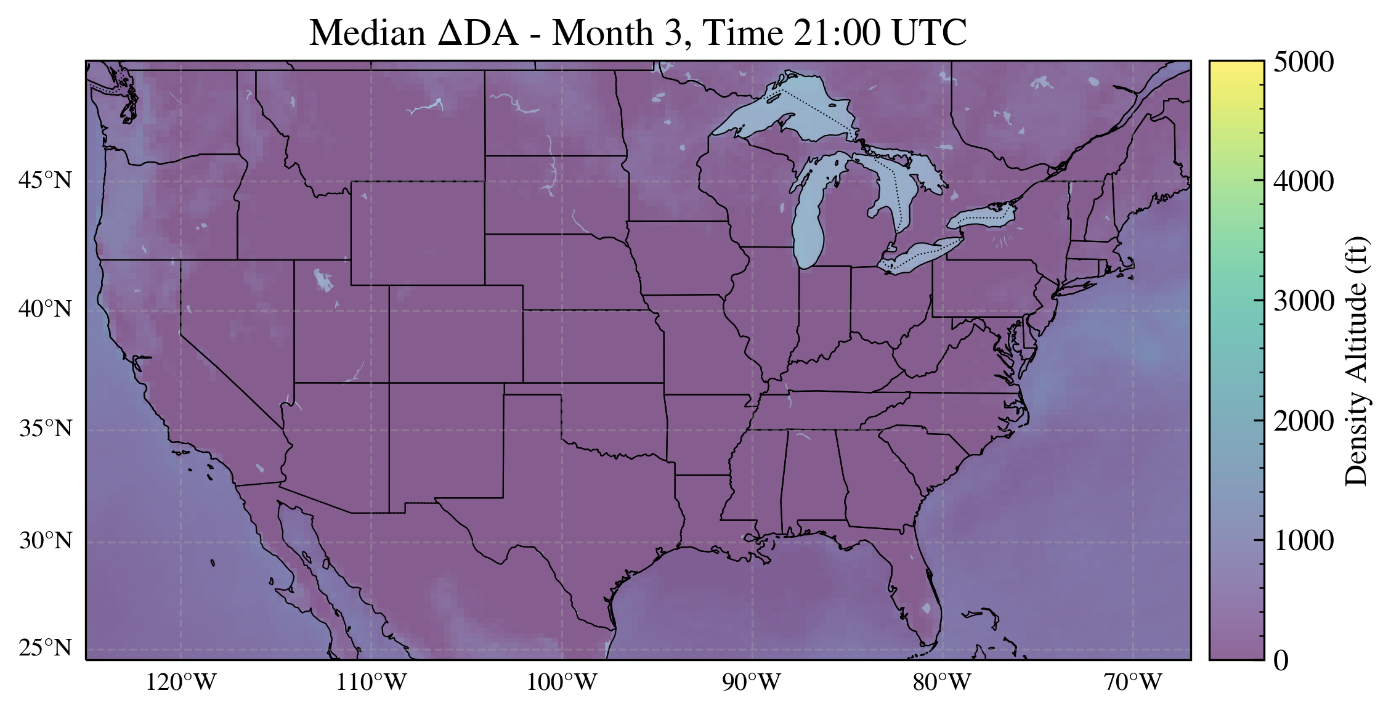 Median ΔDA - Month 3, Time 21:00 UTC
45°N
40°N
35°N
30°N
25°N
120°W
110°W
100°W
90°W
80°W
70°W
5000
4000
3000
2000
1000
0
Density Altitude (ft)